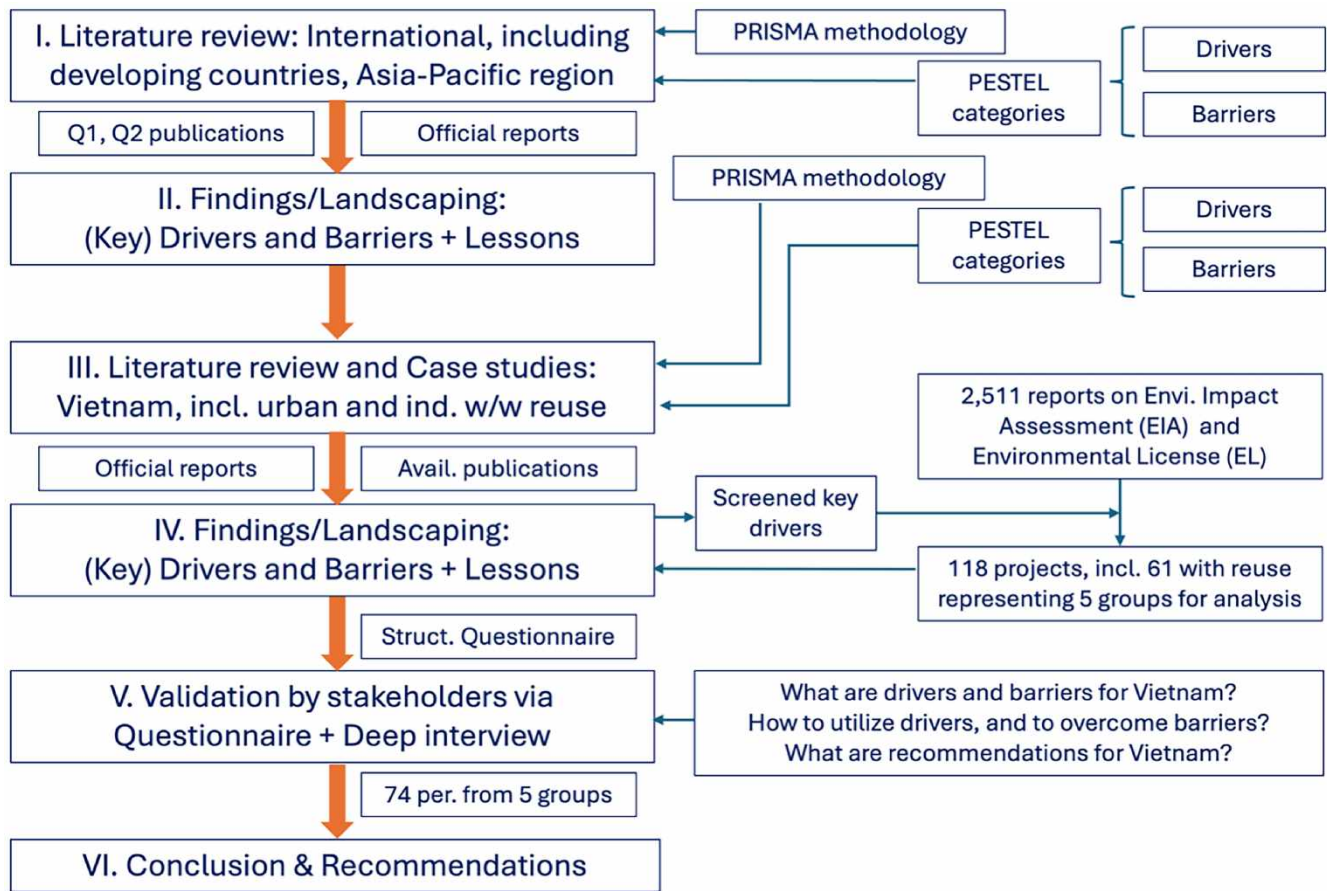 I. Literature review: International, including
developing countries, Asia-Pacific region
PRISMA methodology
PESTEL
categories
Drivers
Barriers
Q1, Q2 publications
Official reports
II. Findings/Landscaping:
(Key) Drivers and Barriers + Lessons
PRISMA methodology
PESTEL
categories
Drivers
Barriers
III. Literature review and Case studies:
Vietnam, incl. urban and ind. w/w reuse
2,511 reports on Envi. Impact
Assessment (EIA) and
Environmental License (EL)
Official reports
Avail. publications
IV. Findings/Landscaping:
(Key) Drivers and Barriers + Lessons
Screened key
drivers
118 projects, incl. 61 with reuse
representing 5 groups for analysis
Struct. Questionnaire
V. Validation by stakeholders via
Questionnaire + Deep interview
What are drivers and barriers for Vietnam?
How to utilize drivers, and to overcome barriers?
What are recommendations for Vietnam?
74 per. from 5 groups
VI. Conclusion & Recommendations